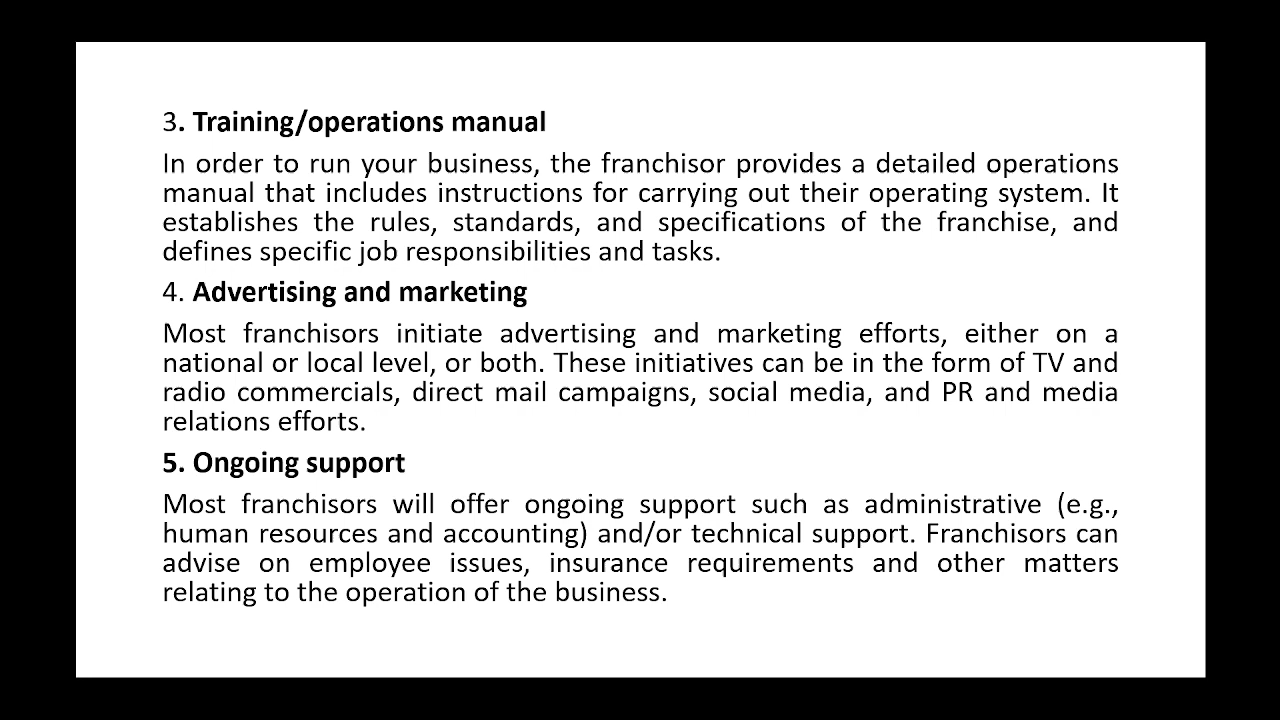 3. Training/operations manual
In order to run your business, the franchisor provides a detailed operations
manual that includes instructions for carrying out their operating system. It
establishes the rules, standards, and specifications of the franchise, and
defines specific job responsibilities and tasks.
4. Advertising and marketing
Most franchisors initiate advertising and marketing efforts, either on a
national or local level, or both. These initiatives can be in the form of TV and
radio commercials, direct mail campaigns, social media, and PR and media
relations efforts.
5. Ongoing support
Most franchisors will offer ongoing support such as administrative (e.g.,
human resources and accounting) and/or technical support. Franchisors can
advise on employee issues, insurance requirements and other matters
relating to the operation of the business.